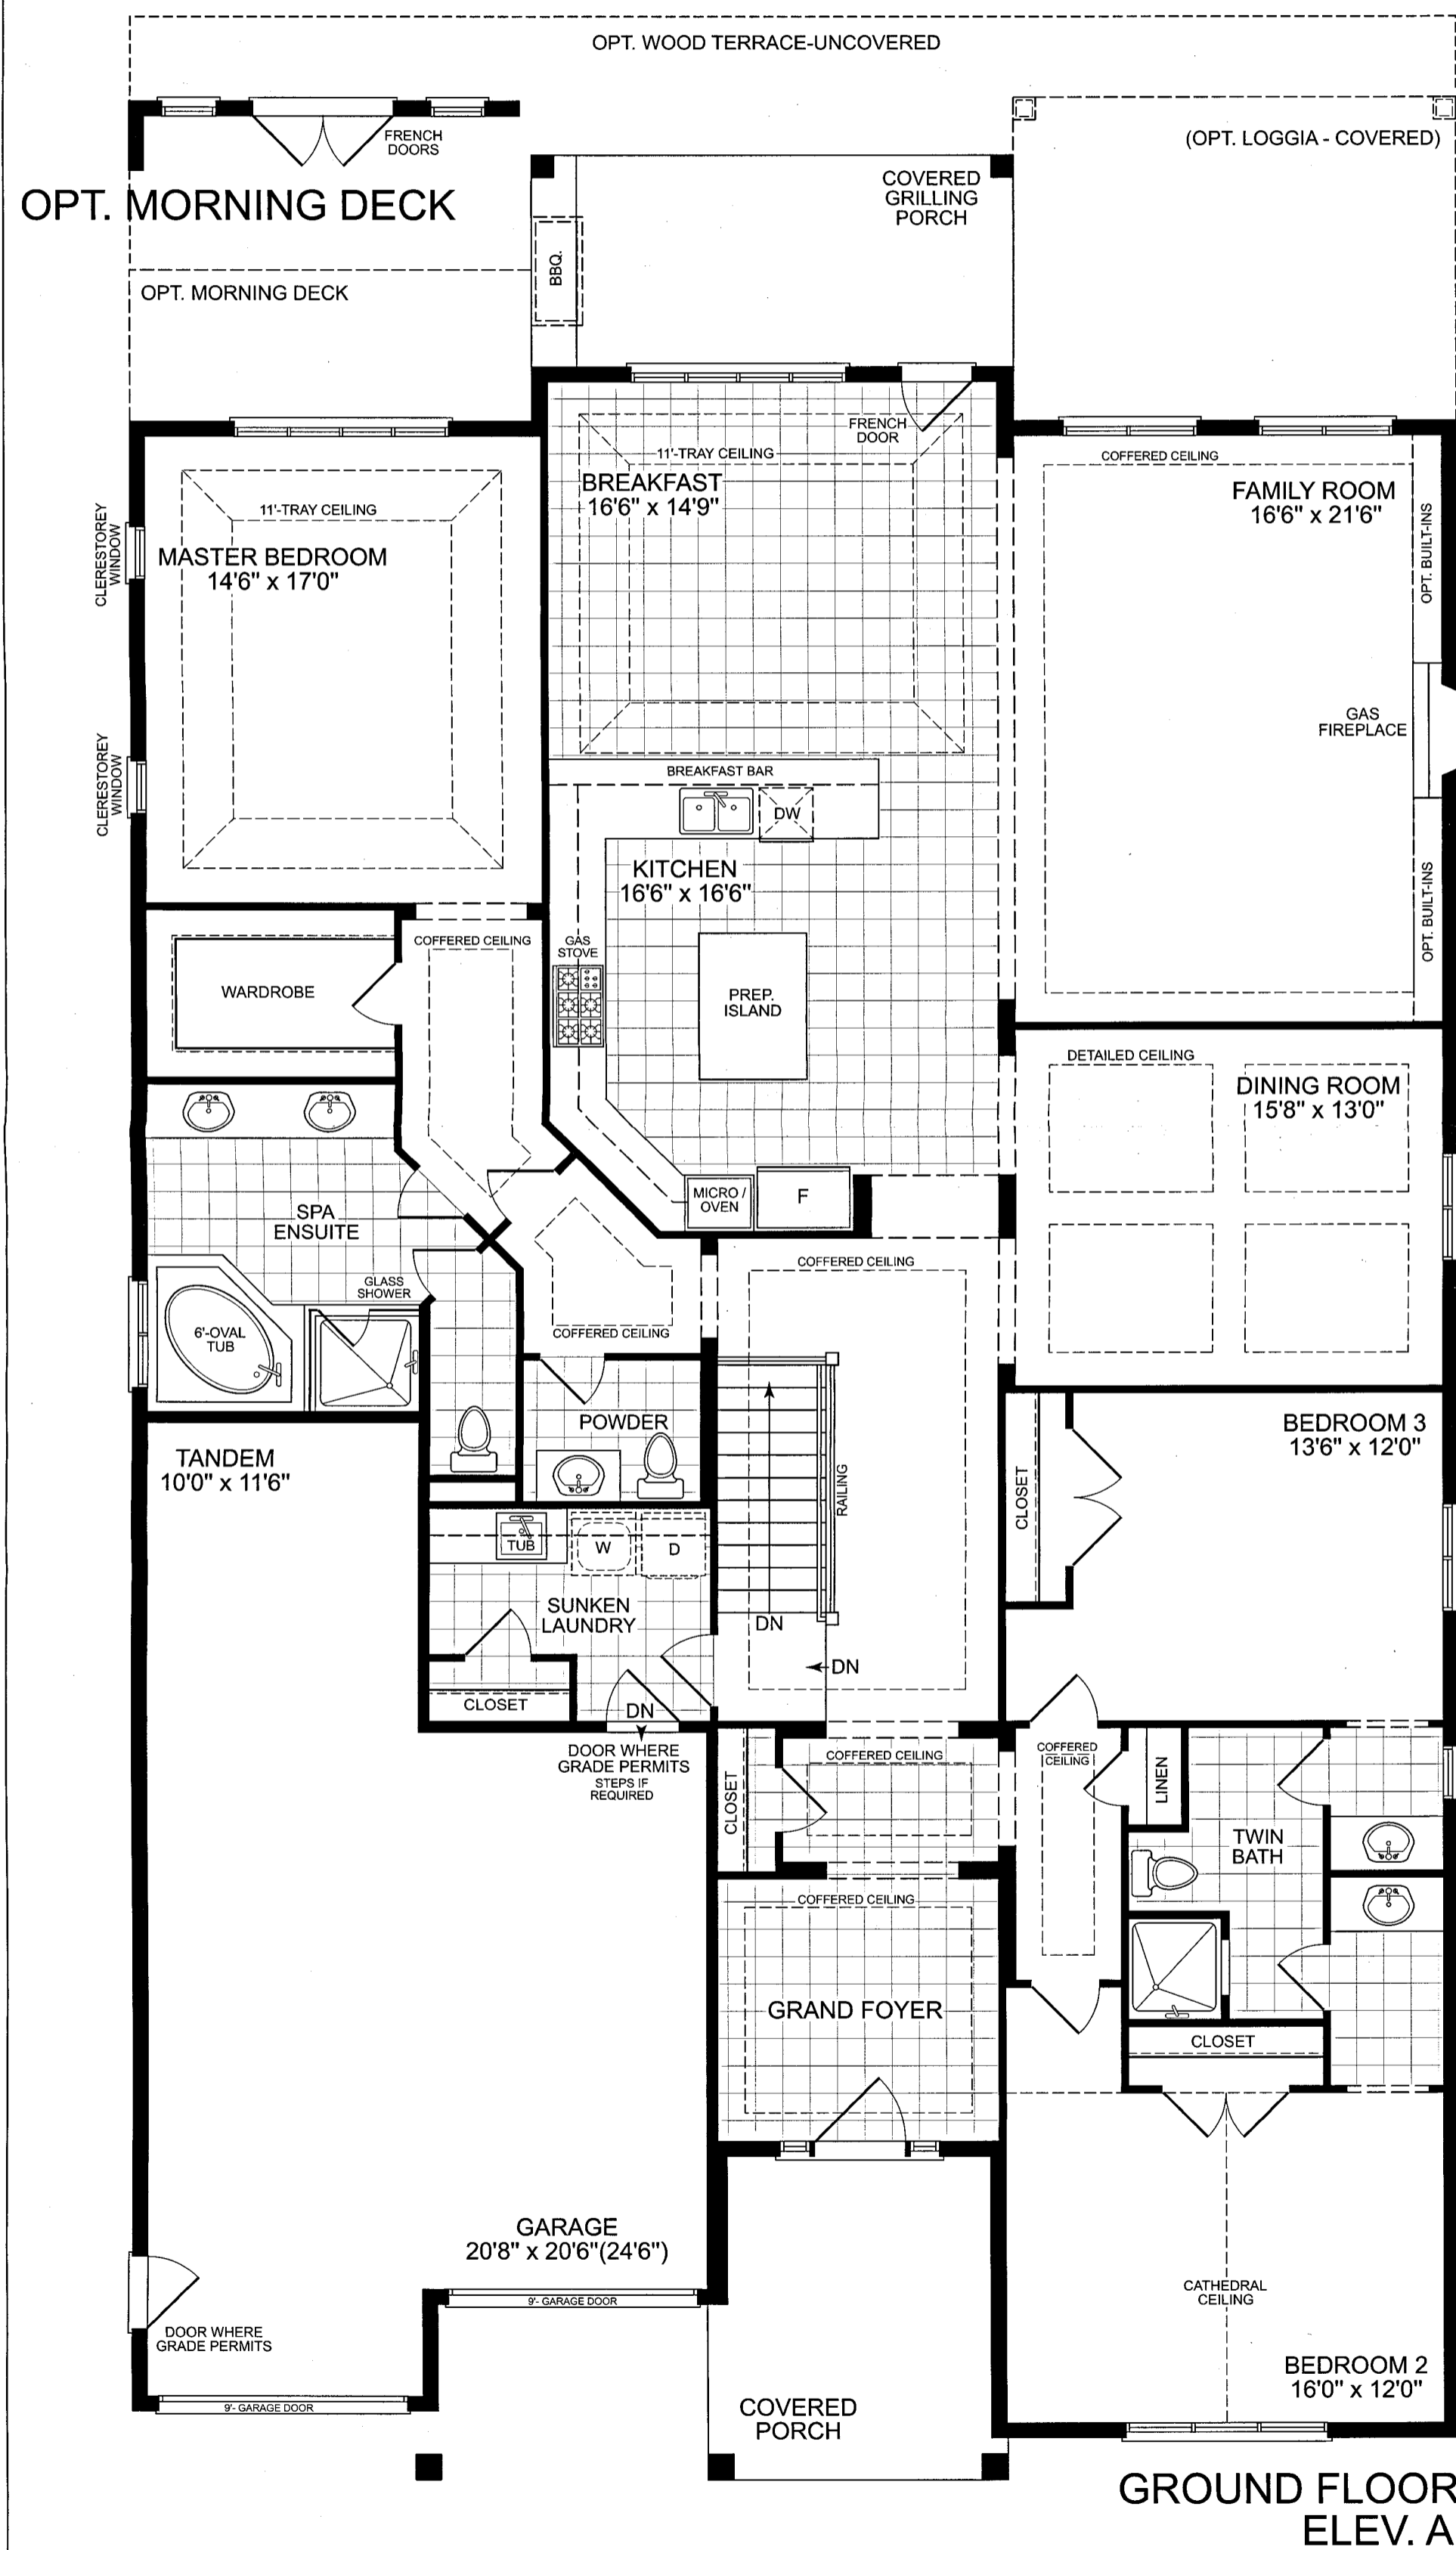 OPT. WOOD TERRACE-UNCOVERED
FRENCH
DOORS
(OPT. LOGGIA - COVERED)
OPT. MORNING DECK
COVERED
GRILLING
PORCH
BBQ.
OPT. MORNING DECK
FRENCH
DOOR
11'-TRAY CEILING
BREAKFAST
16'6" x 14'9"
COFFERED CEILING
FAMILY ROOM
16'6" x 21'6"
OPT. BUILT-INS
11'-TRAY CEILING
CLERESTOREY
WINDOW
MASTER BEDROOM
14'6" x 17'0"
GAS
FIREPLACE
CLERESTOREY
WINDOW
BREAKFAST BAR
DW
KITCHEN
16'6" x 16'6"
OPT. BUILT-INS
COFFERED CEILING
GAS
STOVE
WARDROBE
PREP.
ISLAND
DETAILED CEILING
DINING ROOM
15'8" x 13'0"
MICRO /
OVEN
F
SPA
ENSUITE
COFFERED CEILING
GLASS
SHOWER
6'-OVAL
TUB
COFFERED CEILING
POWDER
BEDROOM 3
13'6" x 12'0"
TANDEM
10'0" x 11'6"
RAILING
CLOSET
TUB
W
D
SUNKEN
LAUNDRY
DN
DN
CLOSET
DN
DOOR WHERE
GRADE PERMITS
STEPS IF
REQUIRED
COFFERED CEILING
COFFERED
CEILING
CLOSET
LINEN
TWIN
BATH
COFFERED CEILING
GRAND FOYER
CLOSET
GARAGE
20'8" x 20'6"(24'6")
9'- GARAGE DOOR
CATHEDRAL
CEILING
DOOR WHERE
GRADE PERMITS
BEDROOM 2
16'0" x 12'0"
9'- GARAGE DOOR
COVERED
PORCH
GROUND FLOOR
ELEV. A